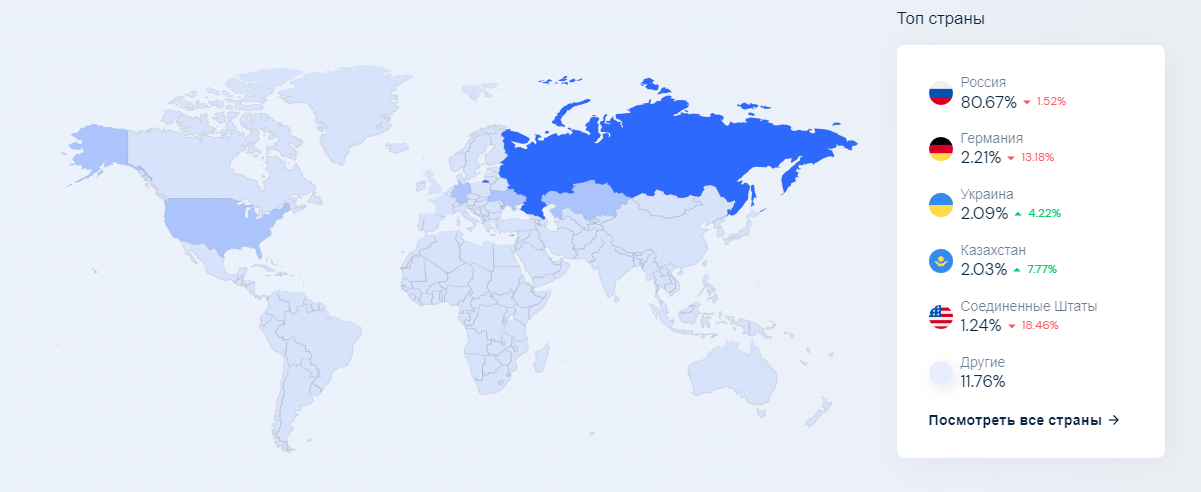 Топ страны
Россия
80.67% 1.52%
Германия
2.21% 13.18%
Украина
2.09% 4.22%
Казахстан
2.03% 7.77%
Соединенные Штаты
1.24% 18.46%
Другие
11.76%
Посмотреть все страны →